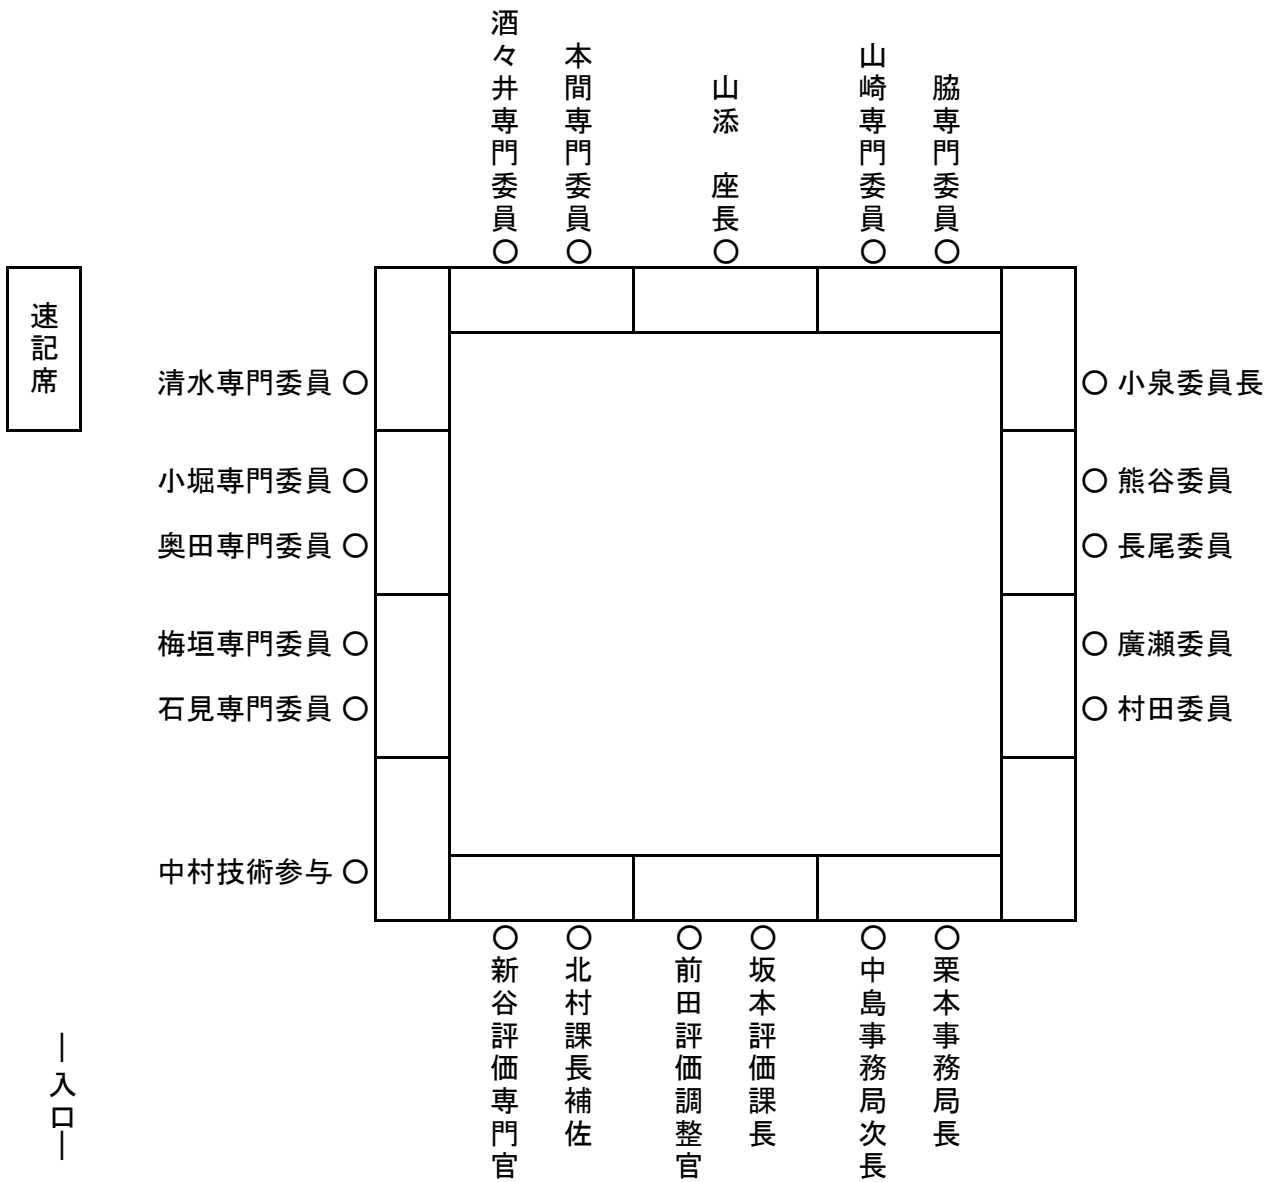 酒々井専門委員○
本間専門委員○
山添　座長○
山崎専門委員○
脇専門委員○
速記席
清水専門委員○
小堀専門委員○
奥田専門委員○
梅垣専門委員○
石見専門委員○
中村技術参与○
○小泉委員長
○熊谷委員
○長尾委員
○廣瀬委員
○村田委員
○新谷評価専門官
○北村課長補佐
○前田評価調整官
○坂本評価課長
○中島事務局次長
○栗本事務局長
―入口―